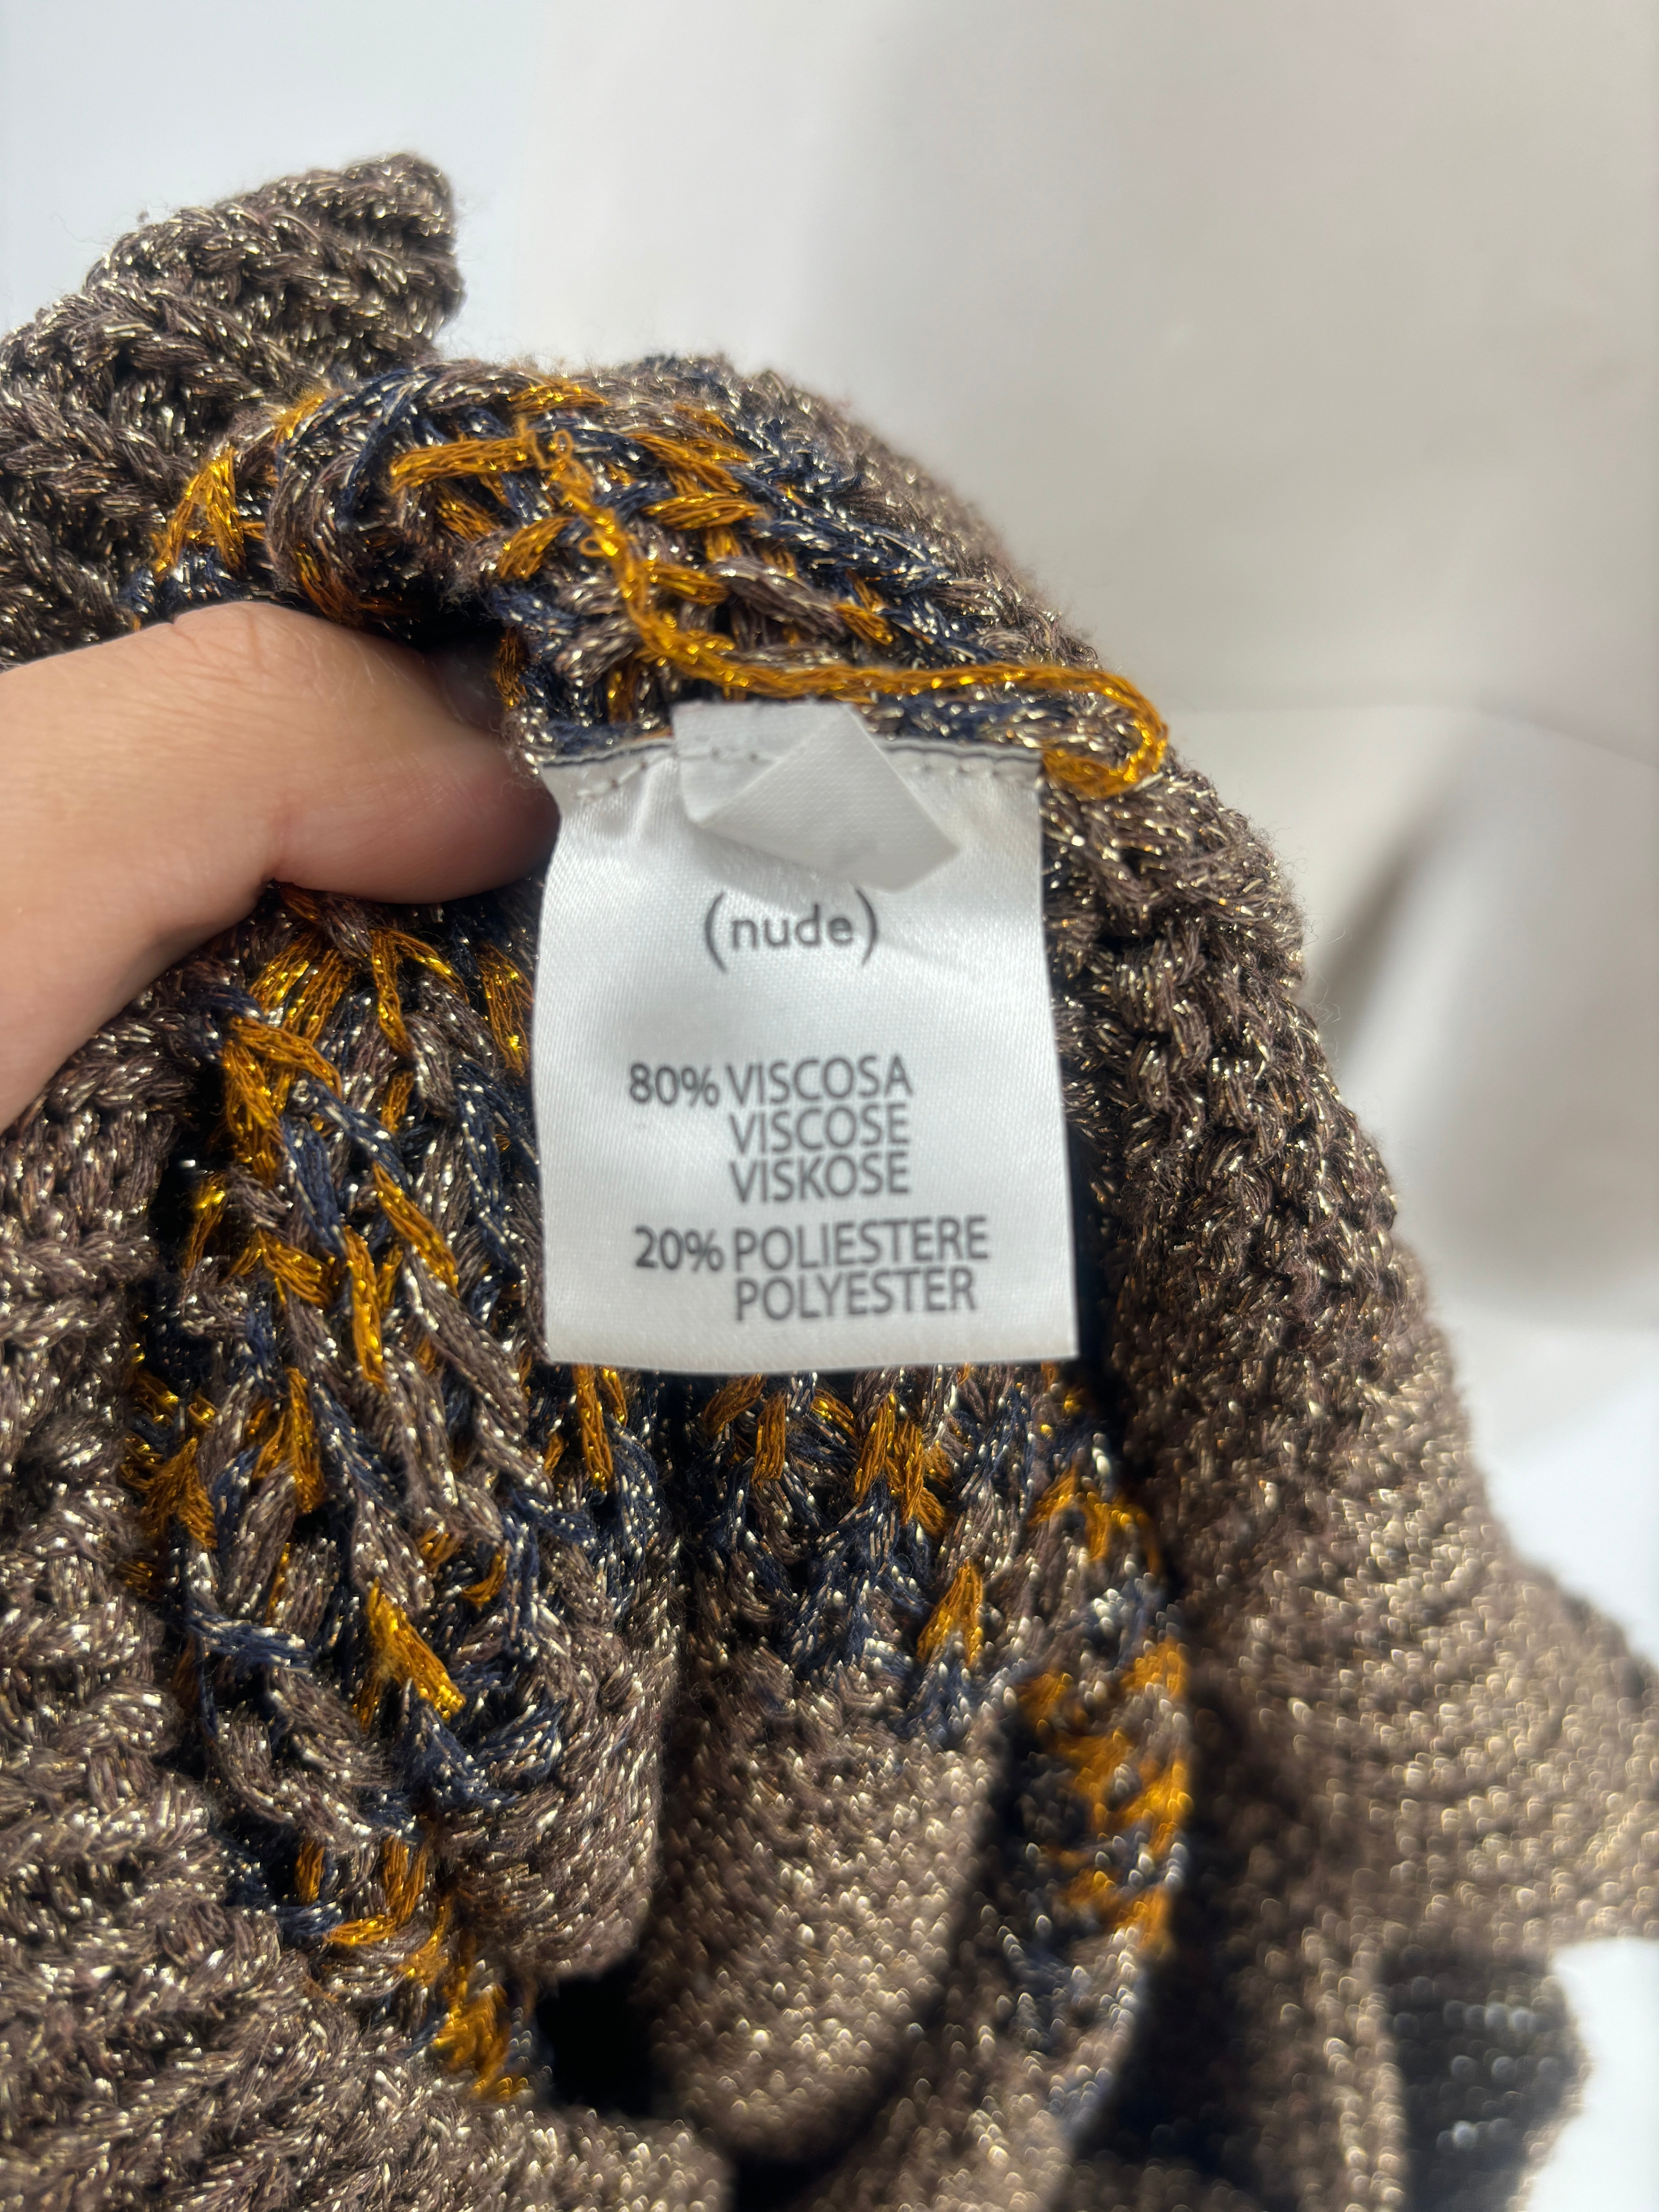 (nude)
80% VISCOSA
VISCOSE
VISKOSE
20% POLIESTERE
POLYESTER